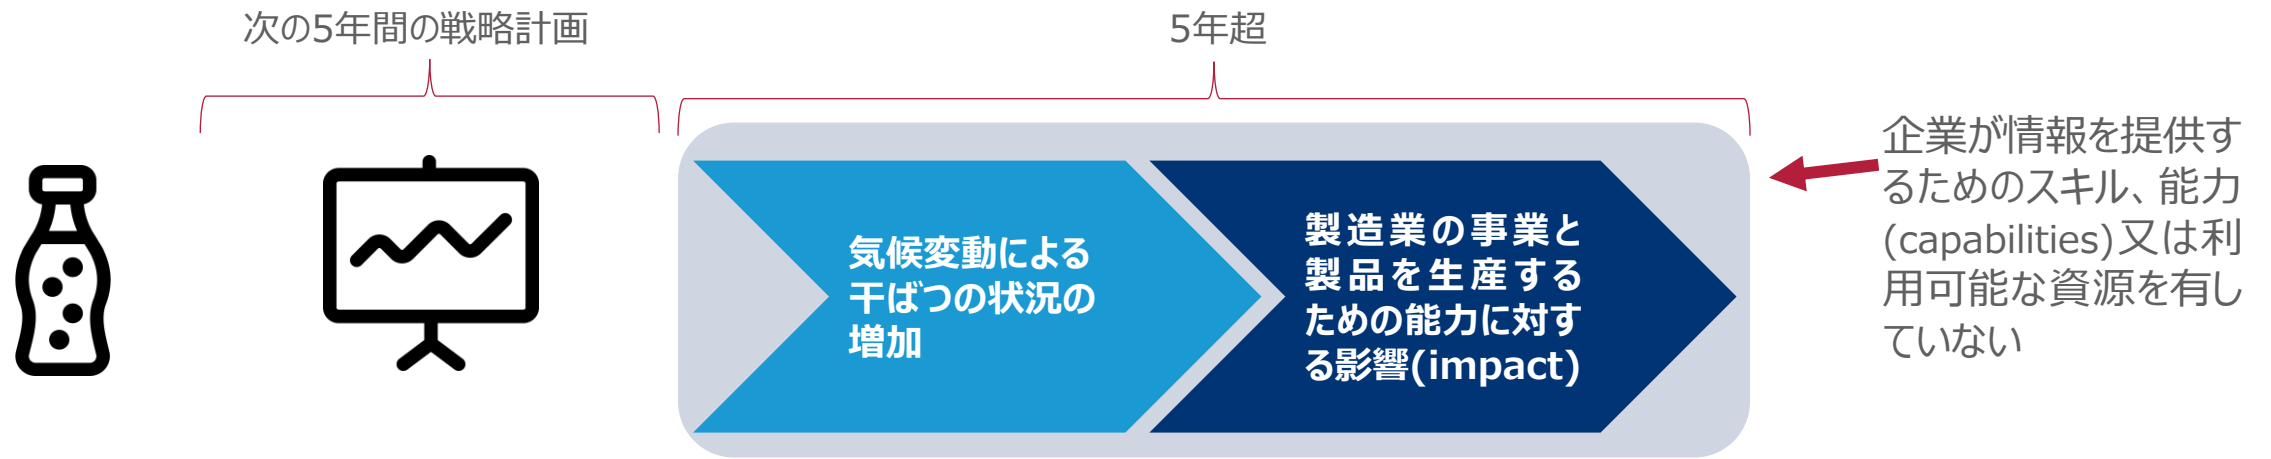 次の5年間の戦略計画
5年超
気候変動による
干ばつの状況の
増加
製造業の事業と
製品を生産する
ための能力に対す
る影響(impact)
企業が情報を提供す
るためのスキル、能力
(capabilities)又は利
用可能な資源を有し
ていない